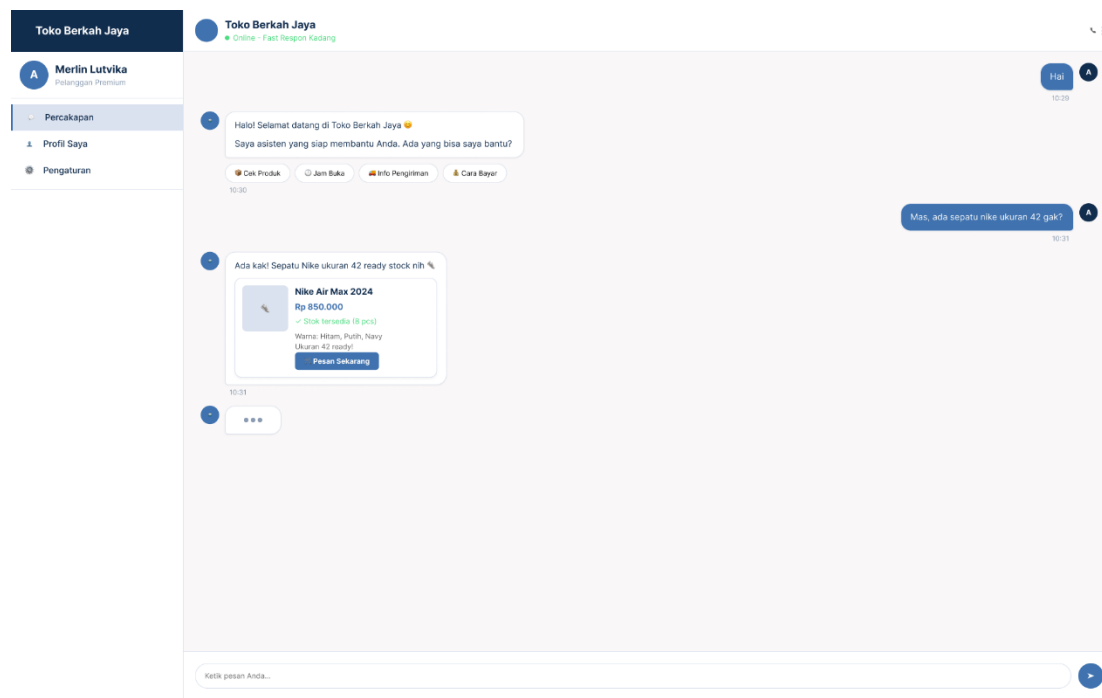 Toko Berkah Jaya
A
Merlin Lutvika
Pelanggan Premium
Percakapan
Profil Saya
Pengaturan
Toko Berkah Jaya
Online - Fast Respon Kadang
Hai
A
10:29
Halo! Selamat datang di Toko Berkah Jaya 😄
Saya asisten yang siap membantu Anda. Ada yang bisa saya bantu?
Cek Produk
Jam Buka
Info Pengiriman
Cara Bayar
10:30
Mas, ada sepatu nike ukuran 42 gak?
A
10:31
Ada kak! Sepatu Nike ukuran 42 ready stock nih
Nike Air Max 2024
Rp 850.000
✓ Stok tersedia (8 pcs)
Warna: Hitam, Putih, Navy
Ukuran 42 ready!
Pesan Sekarang
10:31
Ketik pesan Anda...